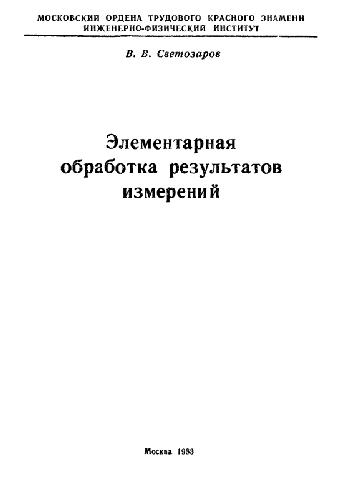 МОСКОВСКИЙ ОРДЕНА ТРУДОВОГО КРАСНОГО ЗНАМЕНИ
ИНЖЕНЕРНО-ФИЗИЧЕСКИЙ ИНСТИТУТ
В. В. Светозаров
Элементарная
обработка результатов
измерений
Москва 1983